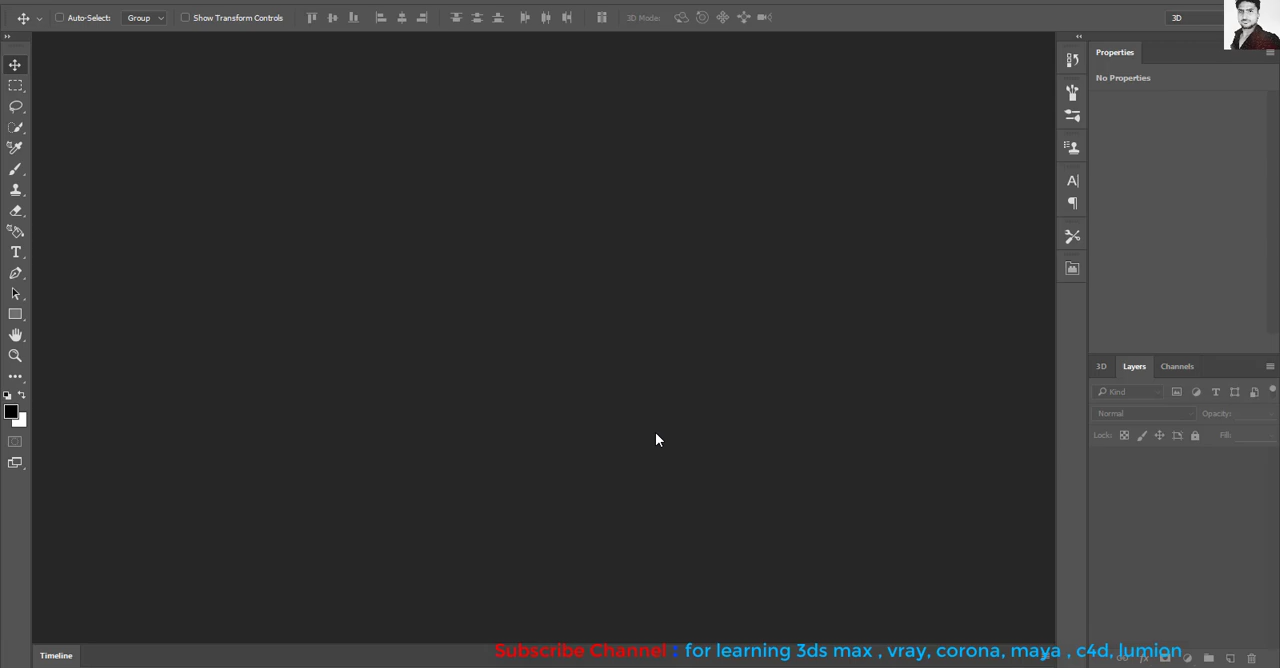 Auto-Select: Group Show Transform Controls 3D Mode: 3D
Properties
No Properties
3D Layers Channels
Kind
Normal Opacity:
Lock: Fill:
Timeline
Subscribe Channel : for learning 3ds max , vray, corona, maya , c4d, lumion